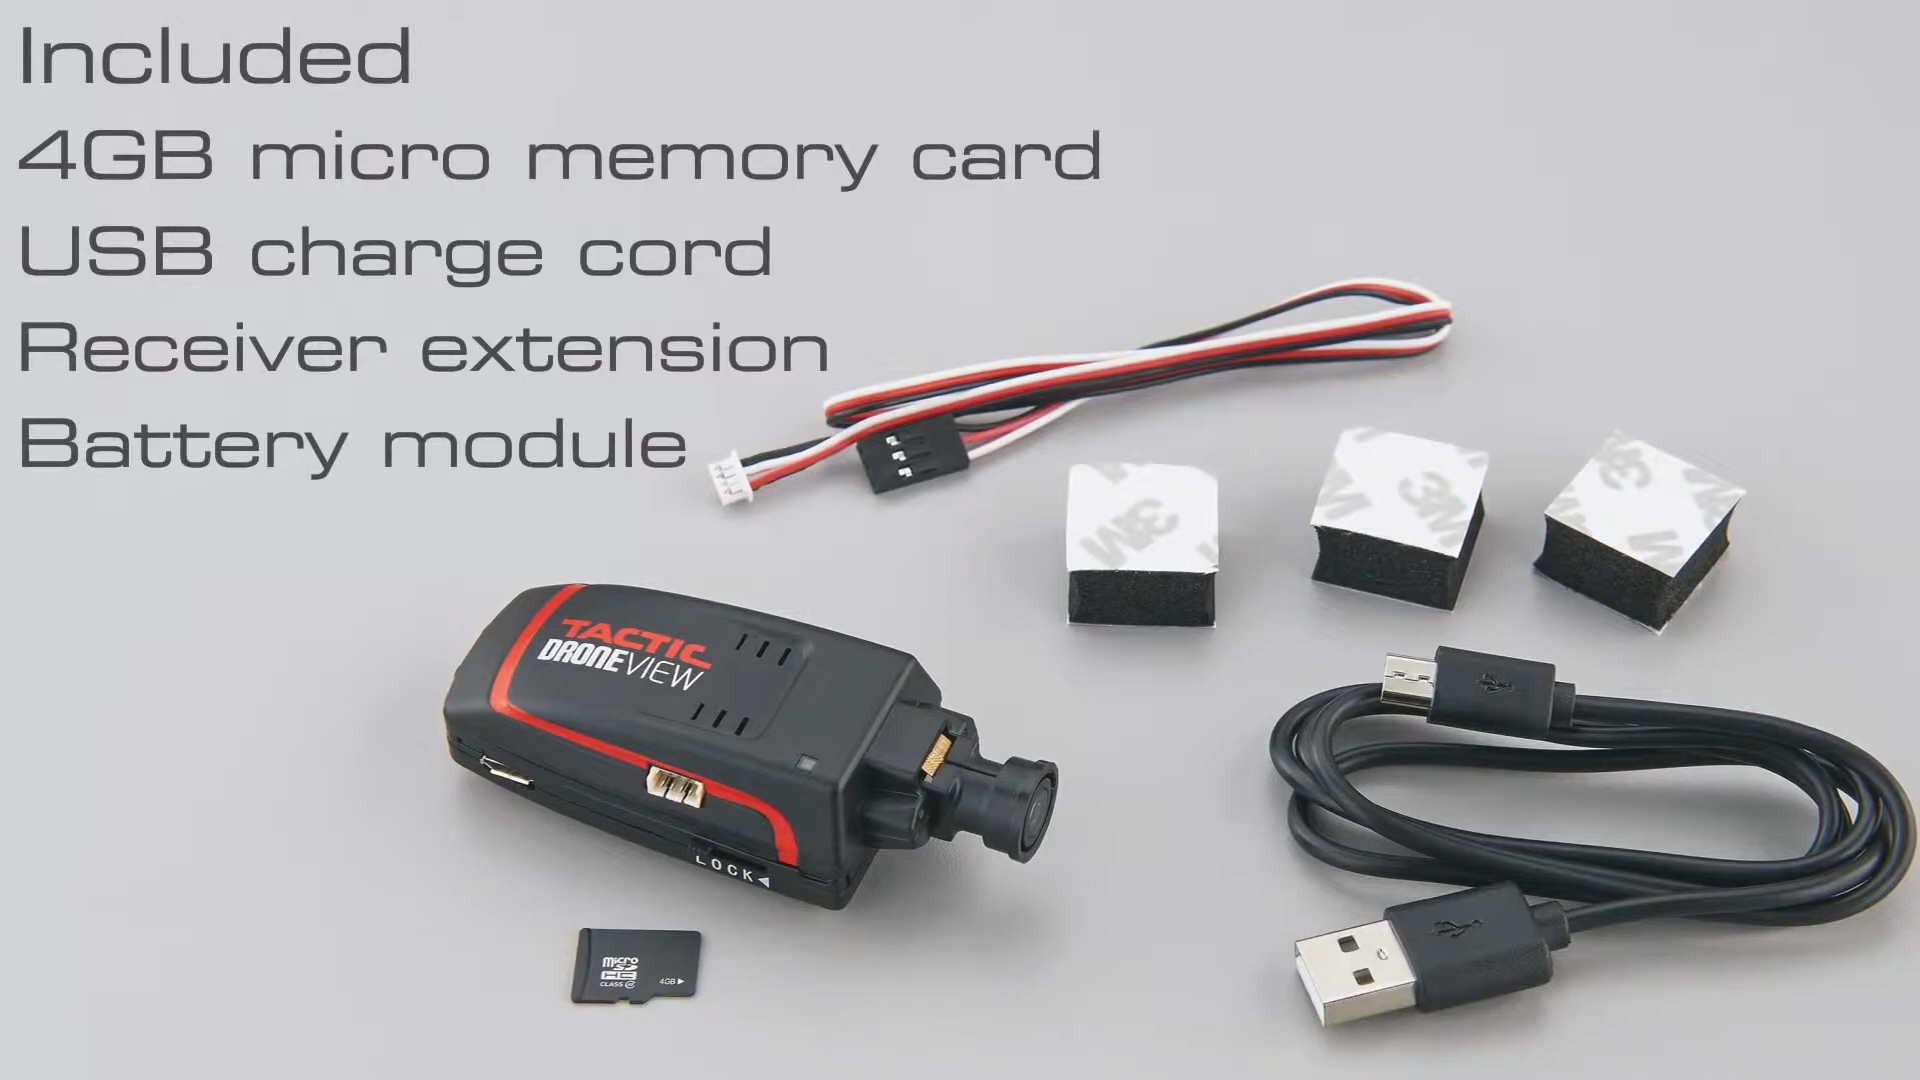 Included
4GB micro memory card
USB charge cord
Receiver extension
Battery module
3M
3M
3M
TACTIC
DRONEVIEW
LOCK
Micro
SD
HC
CLASS
4GB